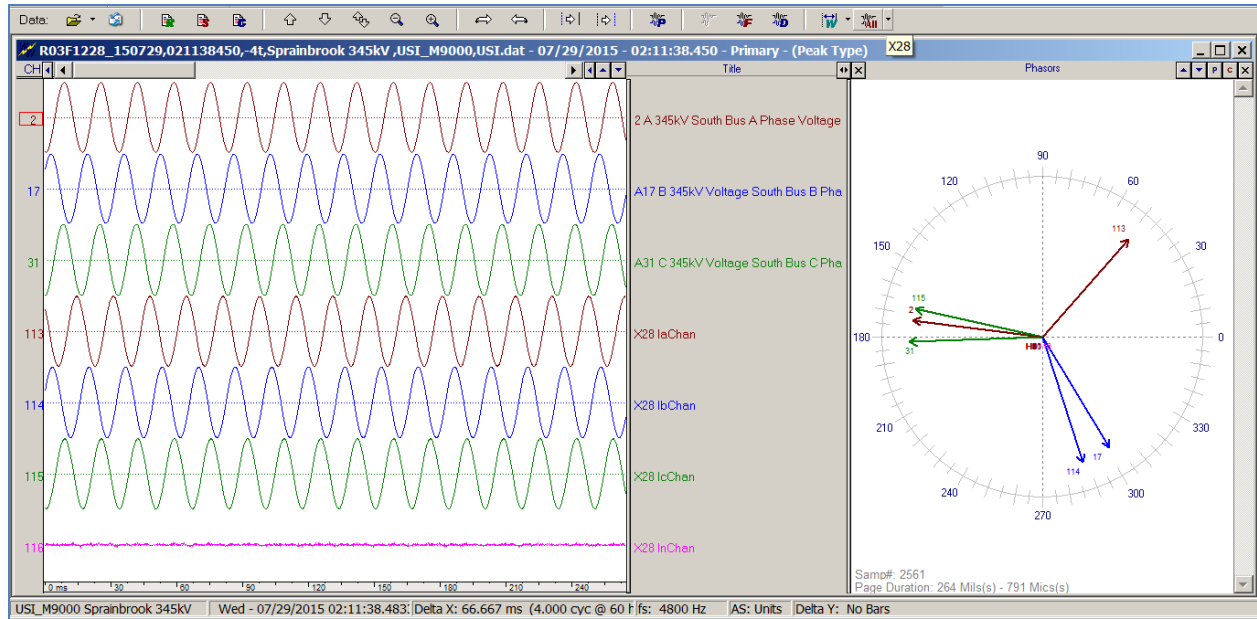 Data:
X28
R03F1228_150729,021138450,-4t,Sprainbrook 345kV ,USI_M9000,USI.dat - 07/29/2015 - 02:11:38.450 - Primary - (Peak Type)
CH Title Phasors P C
2 2 A 345kV South Bus A Phase Voltage
17 A17 B 345kV Voltage South Bus B Pha
31 A31 C 345kV Voltage South Bus C Pha
113 X28 IaChan
114 X28 IbChan
115 X28 IcChan
116 X28 InChan
0 ms 30 60 90 120 150 180 210 240
90
120 60
113
150 30
115
2
180 0
31
210 330
17
114
240 300
270
Samp#: 2561
Page Duration: 264 Mils(s) - 791 Mics(s)
USI_M9000 Sprainbrook 345kV Wed - 07/29/2015 02:11:38.483 Delta X: 66.667 ms (4.000 cyc @ 60 H fs: 4800 Hz AS: Units Delta Y: No Bars